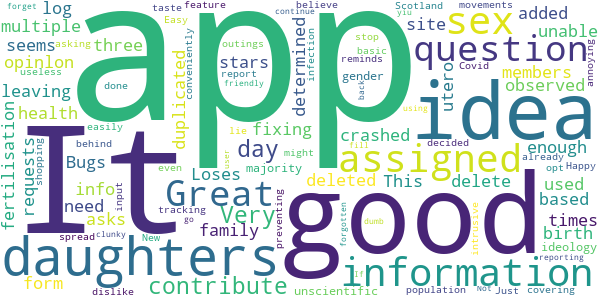 forget taste Easy feature believe Scotland movements
multiple log app continue sex site added
seems three outings stop yiu asking unable
useless conveniently basic question annoying
opinion stars determined reminds Covid
done report infection utero members
leaving duplicated friendly gender back idea observed
health lie fixing crashed using
fertilisation easily user might fill decided enough
requests shopping Bugs behind day assigned already opt Happy
It even Loses majority deleted This delete used based
info Great
need input asks Very family preventing good forgotten dumb intrusive times birth
tracking go ideology
spread clunky New reporting
daughters If information
form contribute
dislike unscientific population Not Just covering